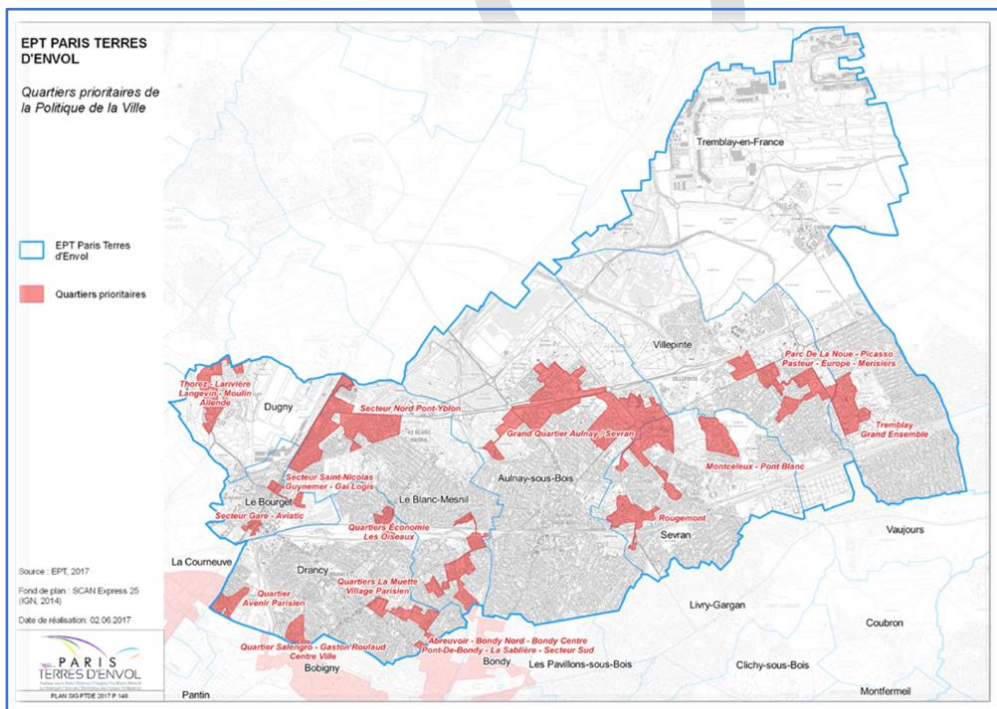 EPT PARIS TERRES
D'ENVOL
Quartiers prioritaires de
la Politique de la Ville
EPT Paris Terres
d'Envol
Quartiers prioritaires
Tremblay-en-France
Villepinte
Parc De La Noue - Picasso
Pasteur - Europe - Merisiers
Thorez - Larivière
Langevin - Moulin
Allende
Dugny
Secteur Nord Pont-Yblon
Grand Quartier Aulnay / Sevran
Tremblay
Grand Ensemble
Montceleux - Pont Blanc
Secteur Saint-Nicolas
Guynemer - Gai Logis
Aulnay-sous-Bois
Le Bourget
Le Blanc-Mesnil
Secteur Gare - Aviatic
Quartiers Economie
Les Oiseaux
Rougemont
Sevran
Vaujours
La Courneuve
Drancy
Quartiers La Muette
Village Parisien
Quartier
Avenir Parisien
Livry-Gargan
Coubron
Quartier Salengro - Gaston Roulaud
Centre Ville
Abreuvoir - Bondy Nord - Bondy Centre
Pont-De-Bondy - La Sablière - Secteur Sud
Bobigny
Bondy
Les Pavillons-sous-Bois
Clichy-sous-Bois
Pantin
Montfermeil
Source : EPT, 2017
Fond de plan : SCAN Express 25
(IGN, 2014)
Date de réalisation: 02.06.2017
PARIS
TERRES D'ENVOL
PLAN SIG PTDE 2017 P 146